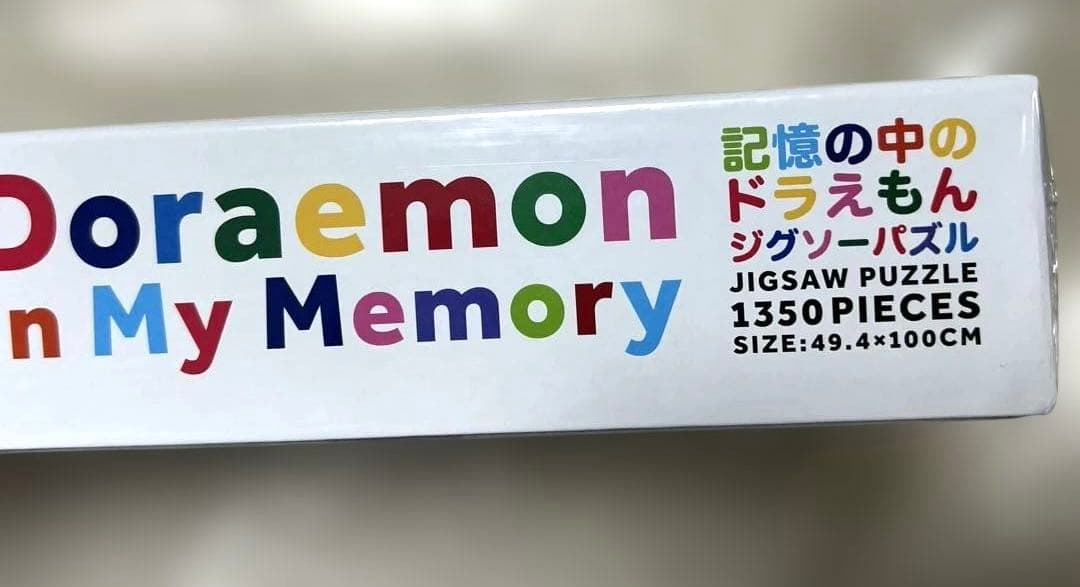 Doraemon
n My Memory
記憶の中の
ドラえもん
ジグソーパズル
JIGSAW PUZZLE
1350 PIECES
SIZE:49.4×100CM